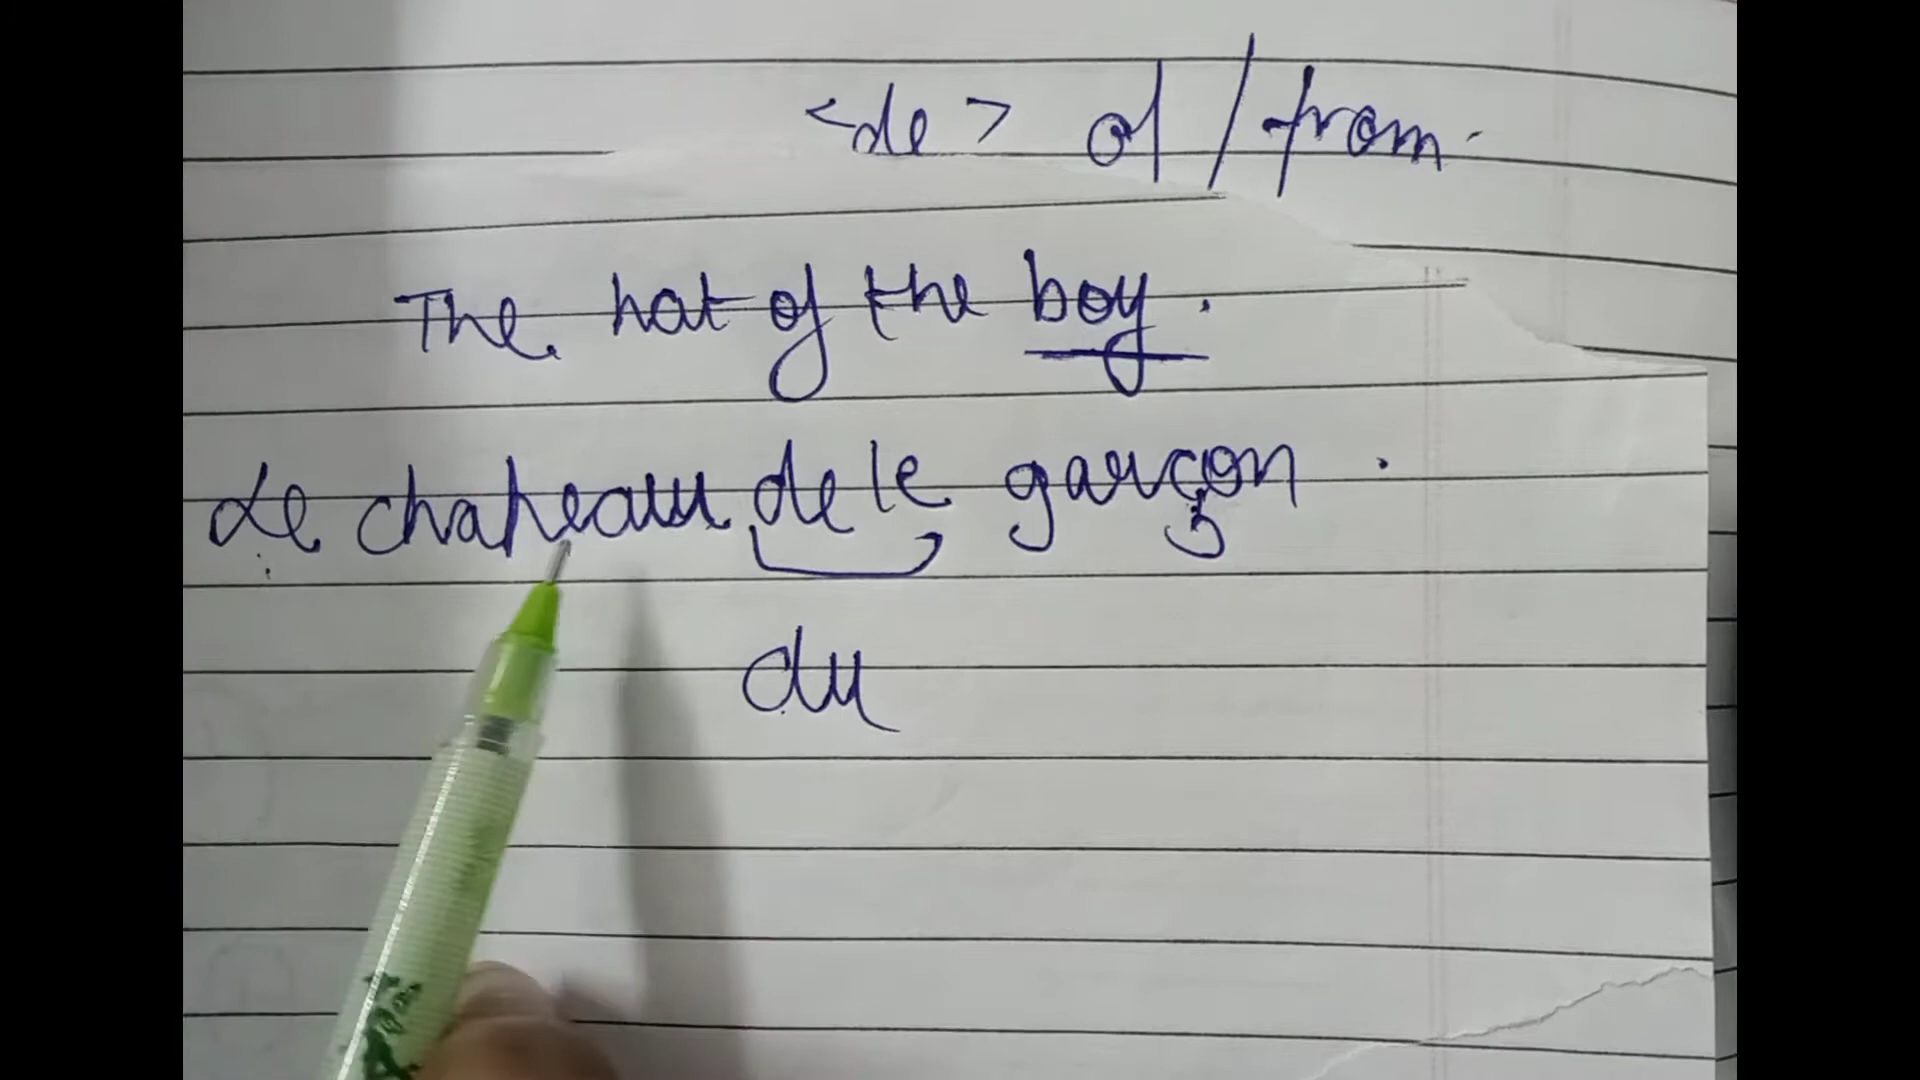 <de> of / from.
The hat of the boy.
Le chateau de le garçon.
du